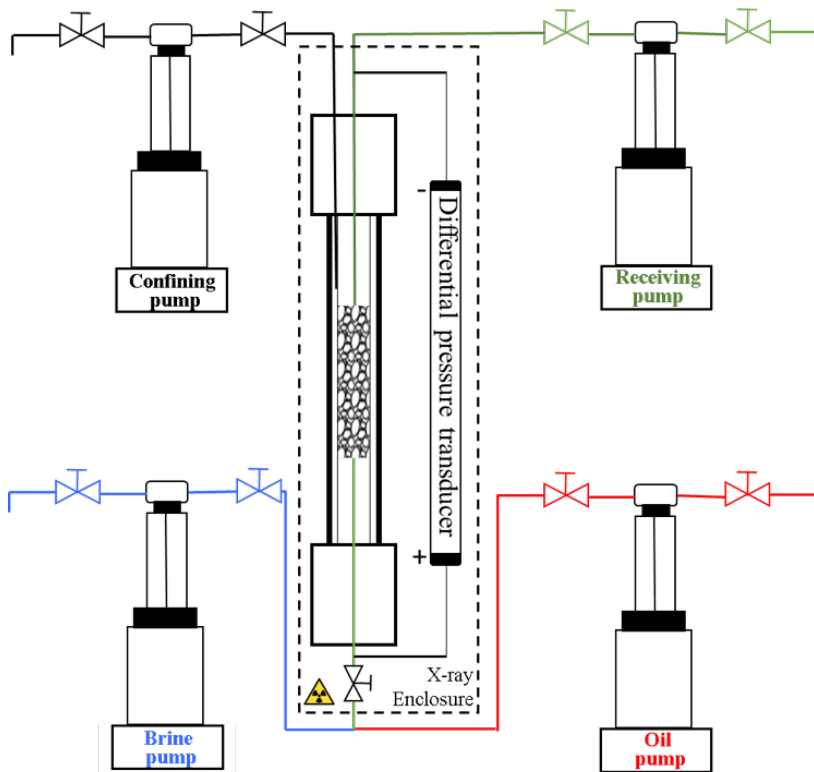 Confining
pump
Receiving
pump
-
Differential pressure transducer
+
X-ray
Enclosure
Brine
pump
Oil
pump